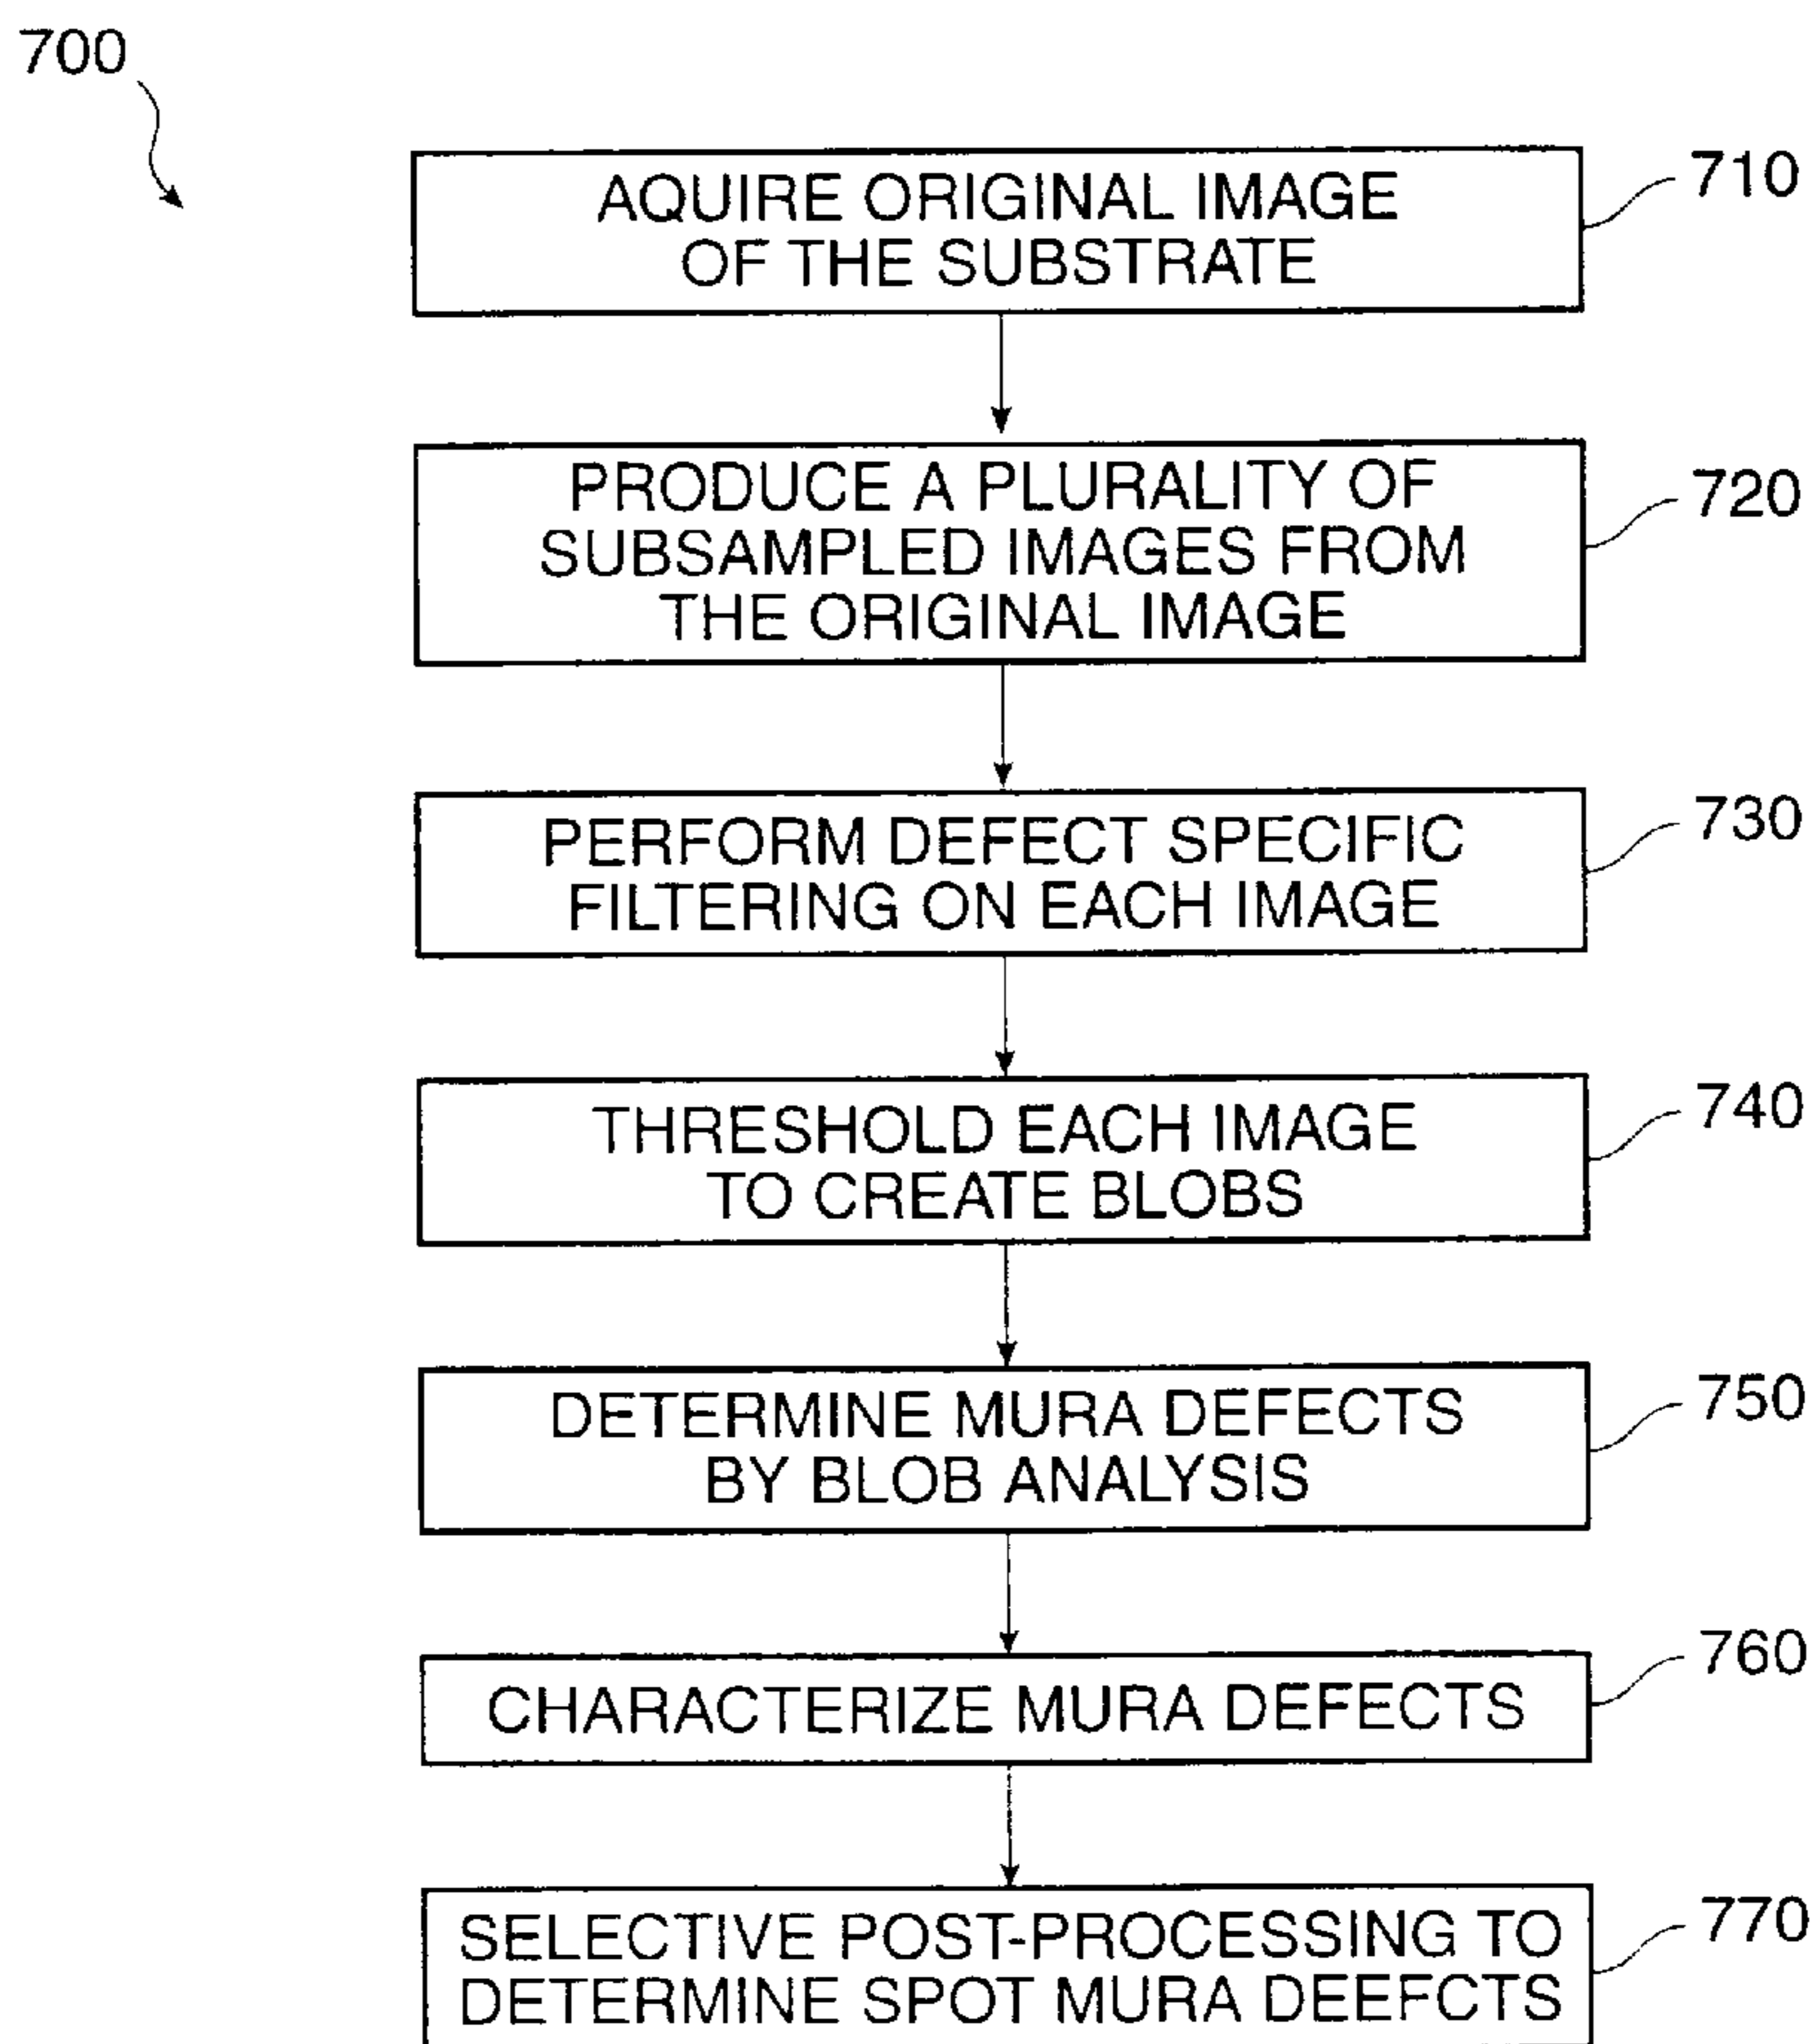 700
AQUIRE ORIGINAL IMAGE
OF THE SUBSTRATE
710
PRODUCE A PLURALITY OF
SUBSAMPLED IMAGES FROM
THE ORIGINAL IMAGE
720
PERFORM DEFECT SPECIFIC
FILTERING ON EACH IMAGE
730
THRESHOLD EACH IMAGE
TO CREATE BLOBS
740
DETERMINE MURA DEFECTS
BY BLOB ANALYSIS
750
CHARACTERIZE MURA DEFECTS
760
SELECTIVE POST-PROCESSING TO
DETERMINE SPOT MURA DEEFCTS
770